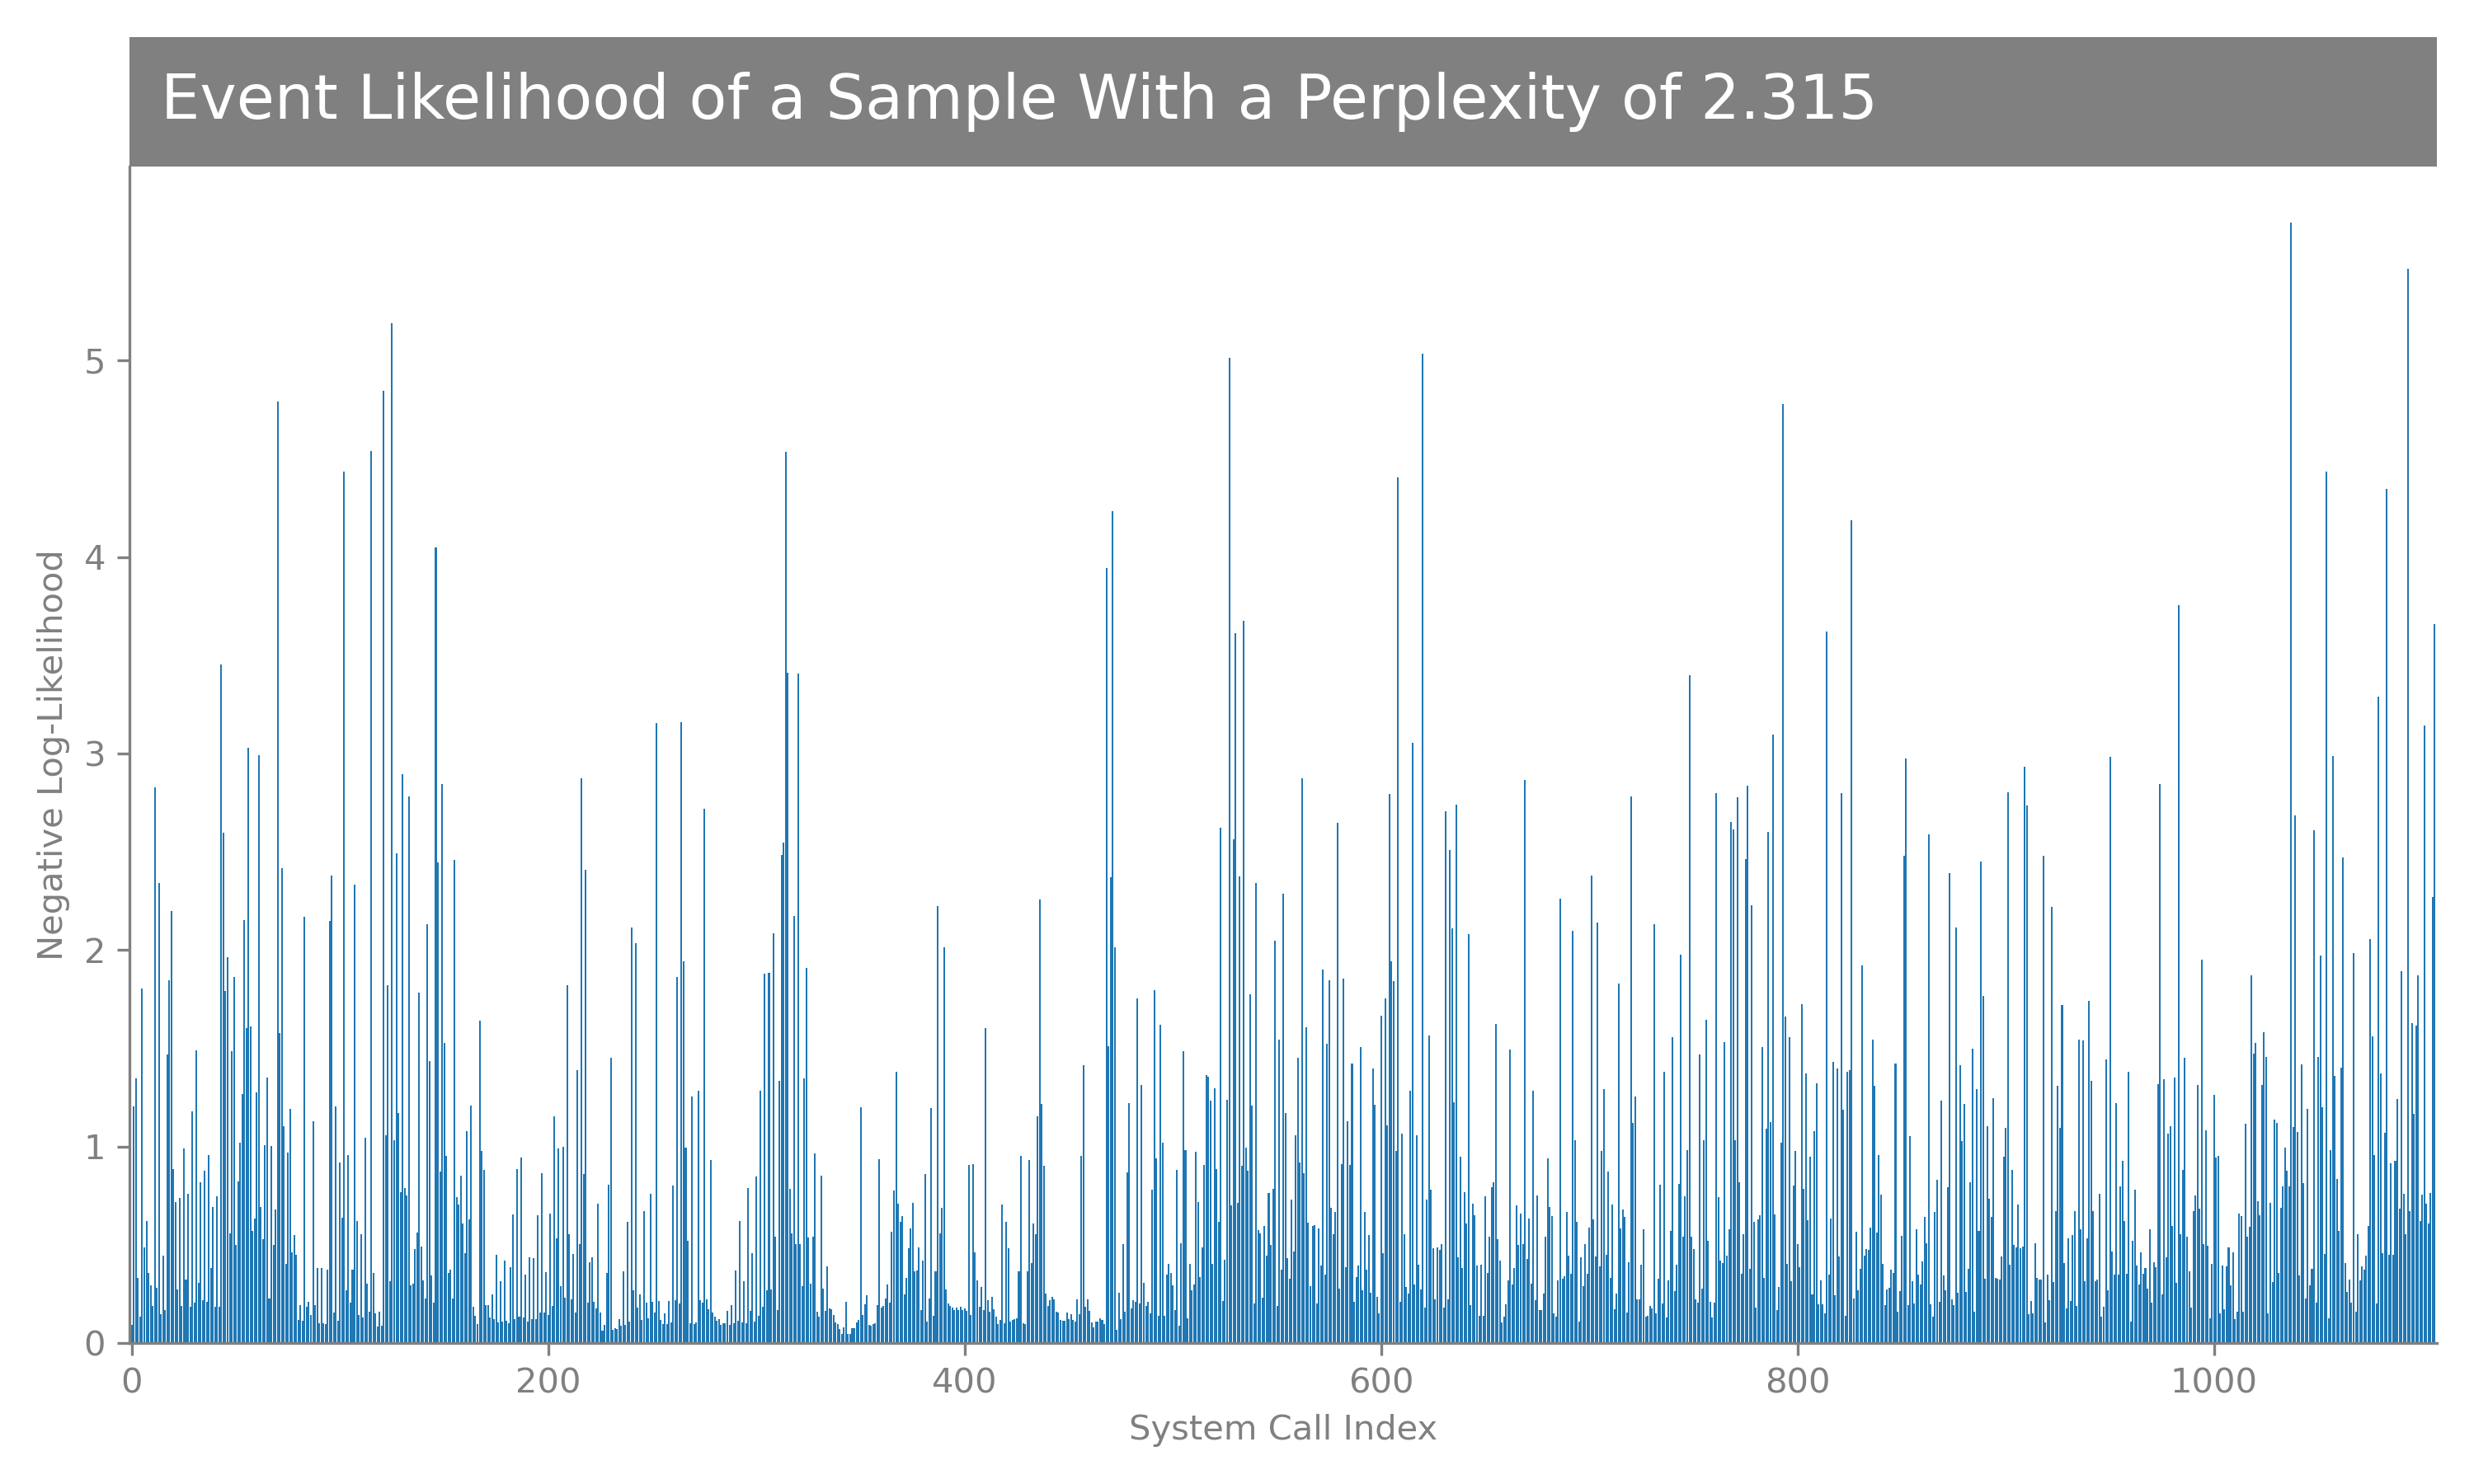 Event Likelihood of a Sample With a Perplexity of 2.315
5
4
3
2
1
0
Negative Log-Likelihood
0 200 400 600 800 1000
System Call Index